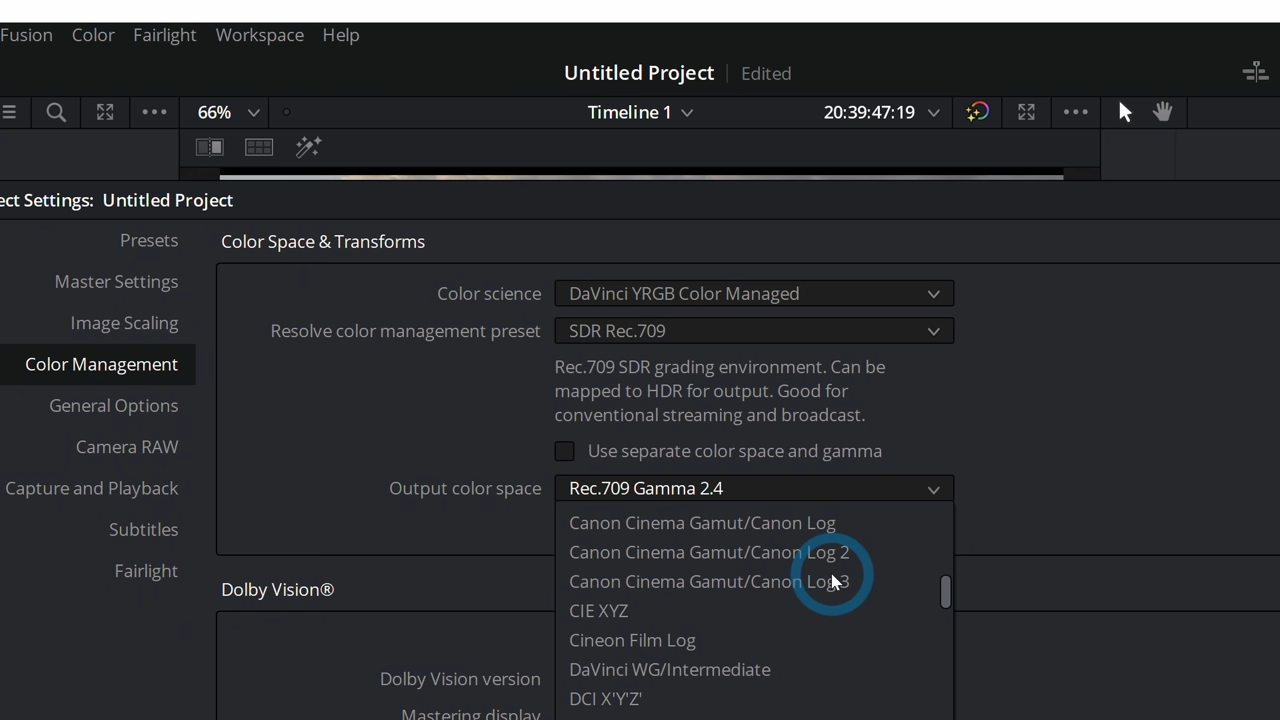 Fusion Color Fairlight Workspace Help
Untitled Project Edited
66% Timeline 1 20:39:47:19
ect Settings: Untitled Project
Presets
Master Settings
Image Scaling
Color Management
General Options
Camera RAW
Capture and Playback
Subtitles
Fairlight
Color Space & Transforms
Color science DaVinci YRGB Color Managed
Resolve color management preset SDR Rec.709
Rec.709 SDR grading environment. Can be
mapped to HDR for output. Good for
conventional streaming and broadcast.
Use separate color space and gamma
Output color space Rec.709 Gamma 2.4
Canon Cinema Gamut/Canon Log
Canon Cinema Gamut/Canon Log 2
Canon Cinema Gamut/Canon Log 3
CIE XYZ
Cineon Film Log
DaVinci WG/Intermediate
DCI X'Y'Z'
Dolby Vision®
Dolby Vision version
Mastering display